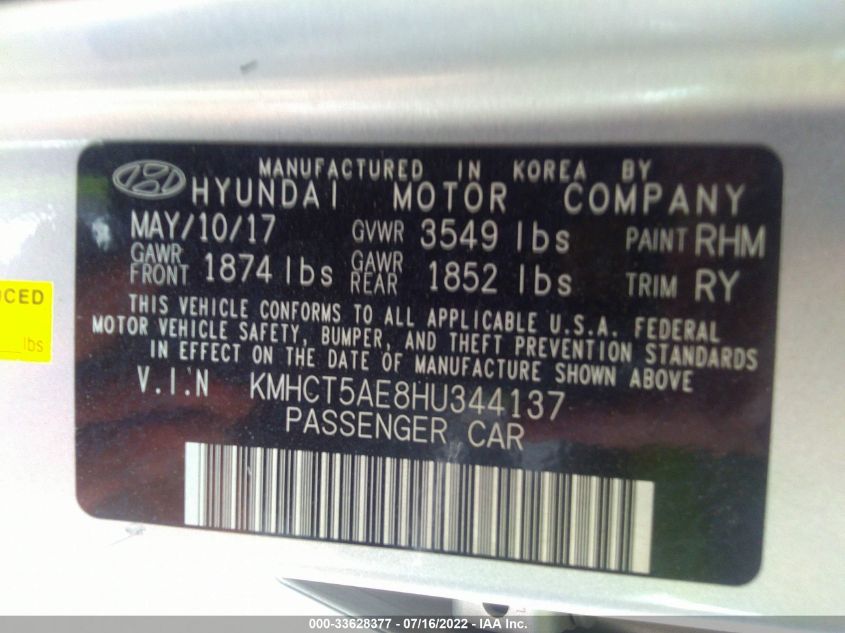 MANUFACTURED IN KOREA BY
HYUNDAI MOTOR COMPANY
MAY/10/17 GVWR 3549 lbs PAINT RHM
GAWR FRONT 1874 lbs GAWR REAR 1852 lbs TRIM RY
THIS VEHICLE CONFORMS TO ALL APPLICABLE U.S.A. FEDERAL
MOTOR VEHICLE SAFETY, BUMPER, AND THEFT PREVENTION STANDARDS
IN EFFECT ON THE DATE OF MANUFACTURE SHOWN ABOVE
V.I.N KMHCT5AE8HU344137
PASSENGER CAR
lbs
000-33628377 - 07/16/2022 - IAA Inc.